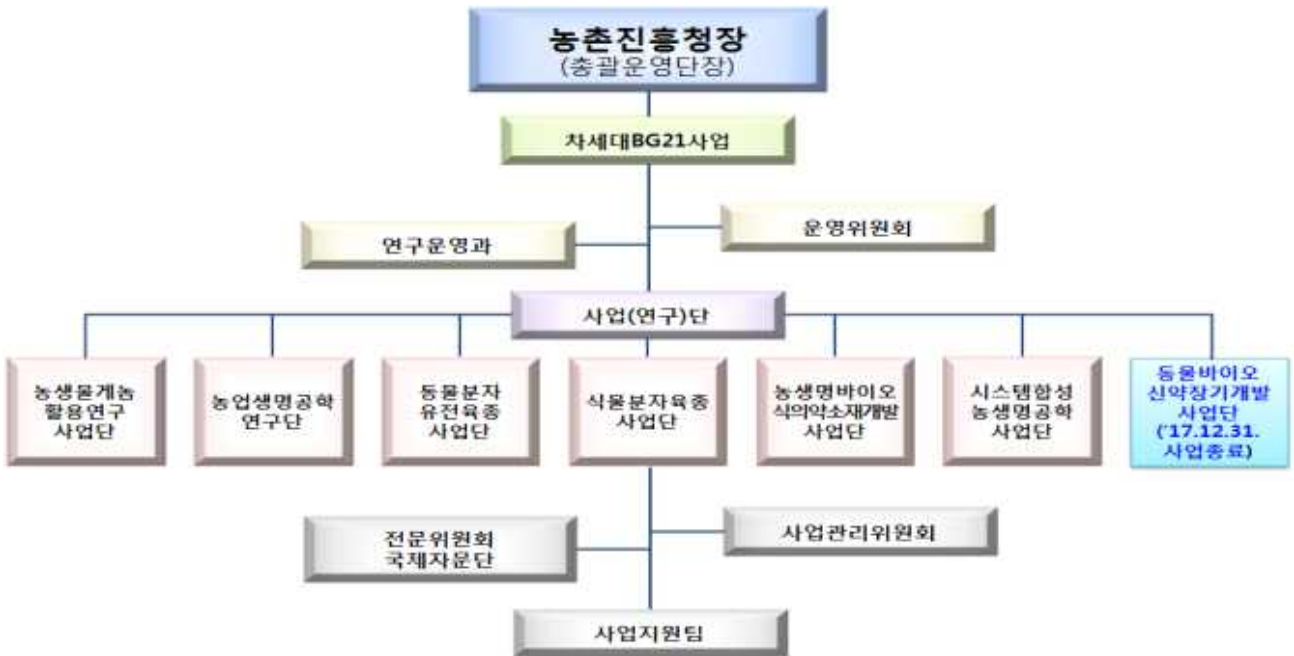 농촌진흥청장
(총괄운영단장)
차세대BG21사업
운영위원회
연구운영과
사업(연구)단
농생물게놈
활용연구
사업단
농업생명공학
연구단
동물분자
유전육종
사업단
식물분자육종
사업단
농생명바이오
식의약소재개발
사업단
시스템합성
농생명공학
사업단
동물바이오
신약장기개발
사업단
('17.12.31.
사업종료)
전문위원회
국제자문단
사업관리위원회
사업지원팀